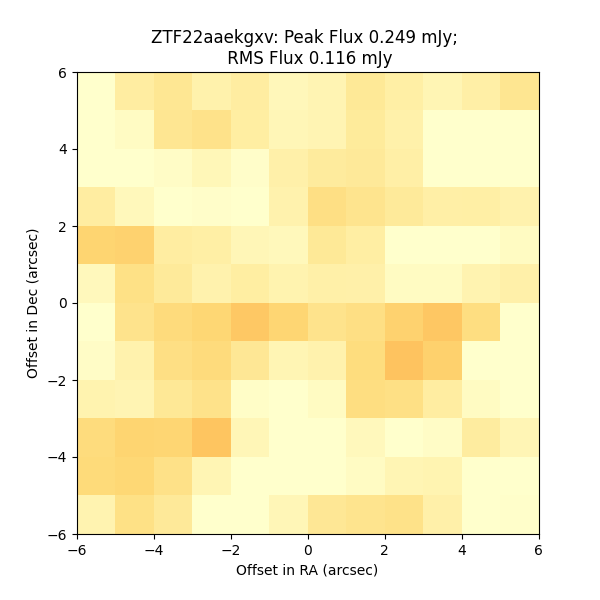 ZTF22aaekgxv: Peak Flux 0.249 mJy;
RMS Flux 0.116 mJy
6
4
2
0
−2
−4
−6
Offset in Dec (arcsec)
−6 −4 −2 0 2 4 6
Offset in RA (arcsec)